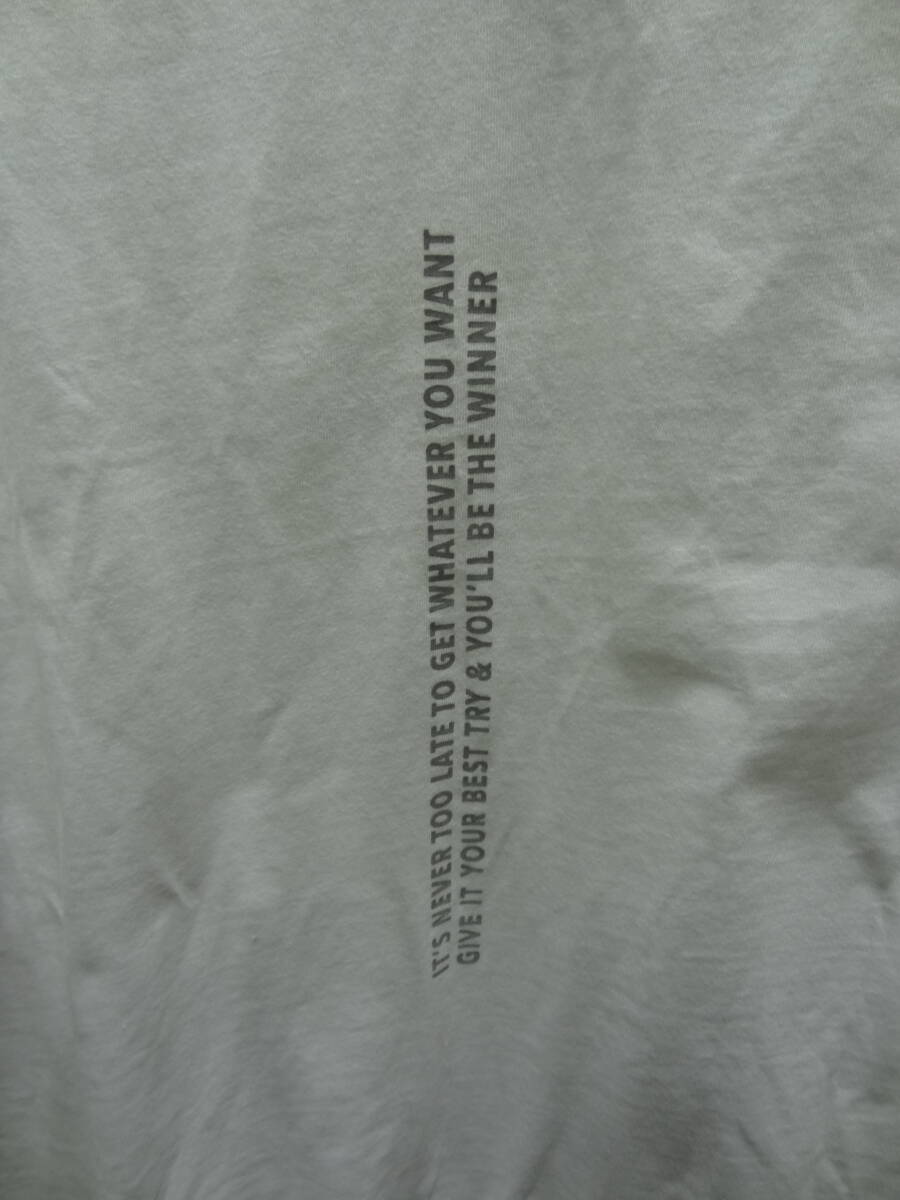 IT'S NEVER TOO LATE TO GET WHATEVER YOU WANT
GIVE IT YOUR BEST TRY & YOU'LL BE THE WINNER